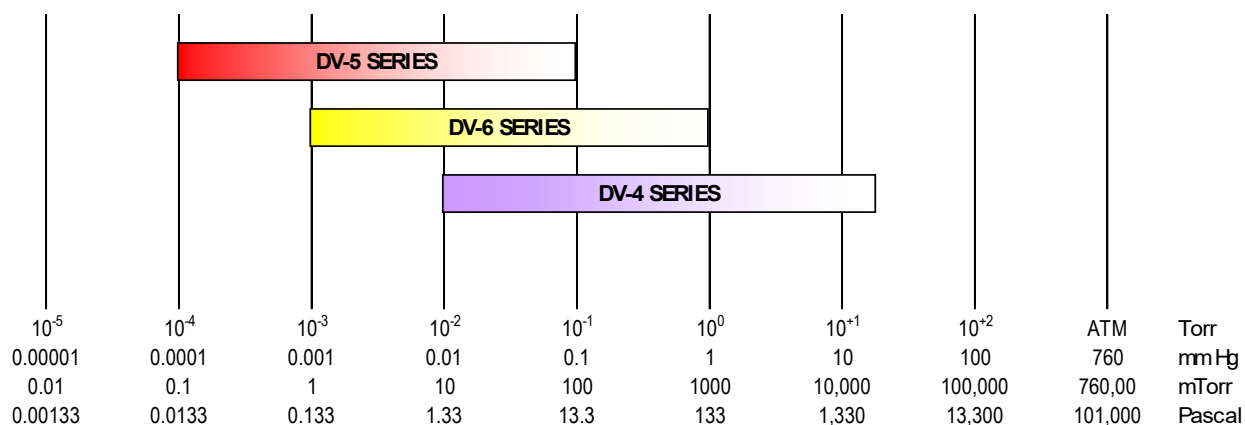 DV-5 SERIES
DV-6 SERIES
DV-4 SERIES
10⁻⁵ 10⁻⁴ 10⁻³ 10⁻² 10⁻¹ 10⁰ 10⁺¹ 10⁺² ATM Torr
0.00001 0.0001 0.001 0.01 0.1 1 10 100 760 mm Hg
0.01 0.1 1 10 100 1000 10,000 100,000 760,00 mTorr
0.00133 0.0133 0.133 1.33 13.3 133 1,330 13,300 101,000 Pascal